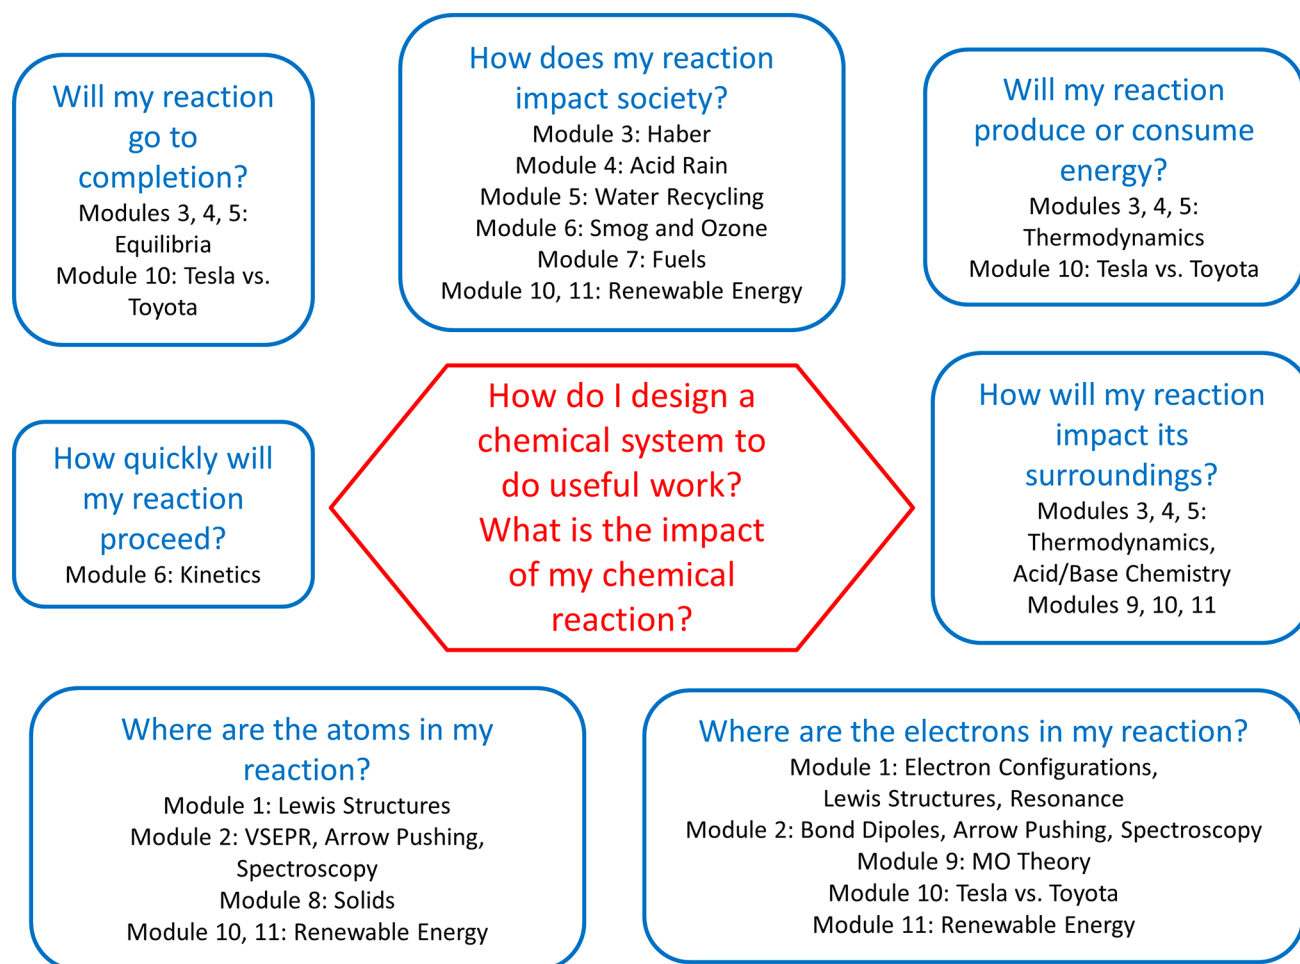 Will my reaction
go to
completion?
Modules 3, 4, 5:
Equilibria
Module 10: Tesla vs.
Toyota
How does my reaction
impact society?
Module 3: Haber
Module 4: Acid Rain
Module 5: Water Recycling
Module 6: Smog and Ozone
Module 7: Fuels
Module 10, 11: Renewable Energy
Will my reaction
produce or consume
energy?
Modules 3, 4, 5:
Thermodynamics
Module 10: Tesla vs. Toyota
How quickly will
my reaction
proceed?
Module 6: Kinetics
How do I design a
chemical system to
do useful work?
What is the impact
of my chemical
reaction?
How will my reaction
impact its
surroundings?
Modules 3, 4, 5:
Thermodynamics,
Acid/Base Chemistry
Modules 9, 10, 11
Where are the atoms in my
reaction?
Module 1: Lewis Structures
Module 2: VSEPR, Arrow Pushing,
Spectroscopy
Module 8: Solids
Module 10, 11: Renewable Energy
Where are the electrons in my reaction?
Module 1: Electron Configurations,
Lewis Structures, Resonance
Module 2: Bond Dipoles, Arrow Pushing, Spectroscopy
Module 9: MO Theory
Module 10: Tesla vs. Toyota
Module 11: Renewable Energy